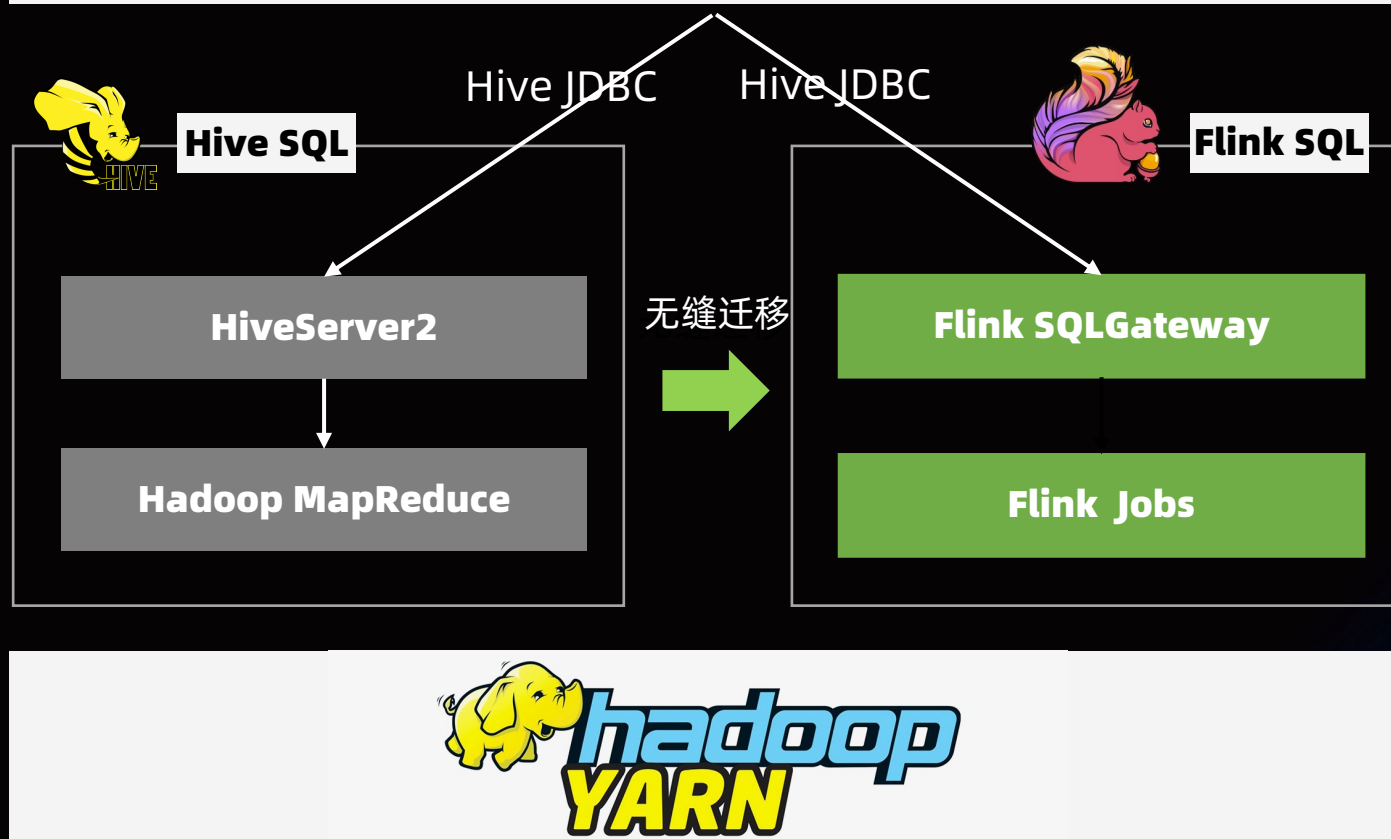 Hive JDBC
Hive JDBC
HIVE
Hive SQL
Flink SQL
HiveServer2
无缝迁移
Flink SQLGateway
Hadoop MapReduce
Flink Jobs
hadoop
YARN